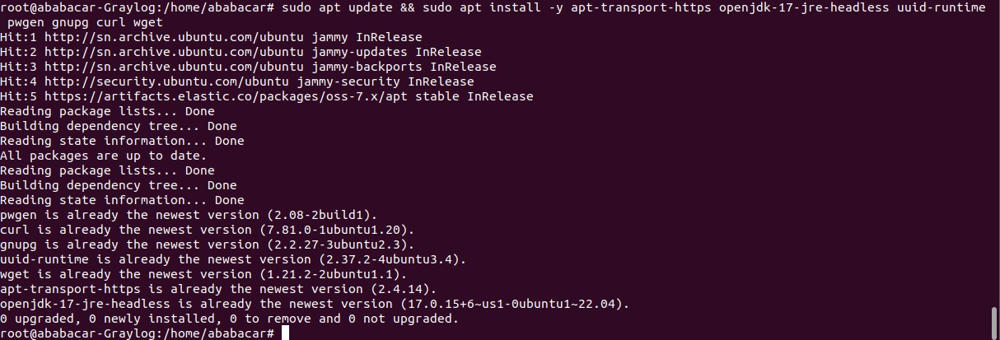 root@ababacar-Graylog:/home/ababacar# sudo apt update && sudo apt install -y apt-transport-https openjdk-17-jre-headless uuid-runtime
 pwgen gnupg curl wget
Hit:1 http://sn.archive.ubuntu.com/ubuntu jammy InRelease
Hit:2 http://sn.archive.ubuntu.com/ubuntu jammy-updates InRelease
Hit:3 http://sn.archive.ubuntu.com/ubuntu jammy-backports InRelease
Hit:4 http://security.ubuntu.com/ubuntu jammy-security InRelease
Hit:5 https://artifacts.elastic.co/packages/oss-7.x/apt stable InRelease
Reading package lists... Done
Building dependency tree... Done
Reading state information... Done
All packages are up to date.
Reading package lists... Done
Building dependency tree... Done
Reading state information... Done
pwgen is already the newest version (2.08-2build1).
curl is already the newest version (7.81.0-1ubuntu1.20).
gnupg is already the newest version (2.2.27-3ubuntu2.3).
uuid-runtime is already the newest version (2.37.2-4ubuntu3.4).
wget is already the newest version (1.21.2-2ubuntu1.1).
apt-transport-https is already the newest version (2.4.14).
openjdk-17-jre-headless is already the newest version (17.0.15+6~us1-0ubuntu1~22.04).
0 upgraded, 0 newly installed, 0 to remove and 0 not upgraded.
root@ababacar-Graylog:/home/ababacar#